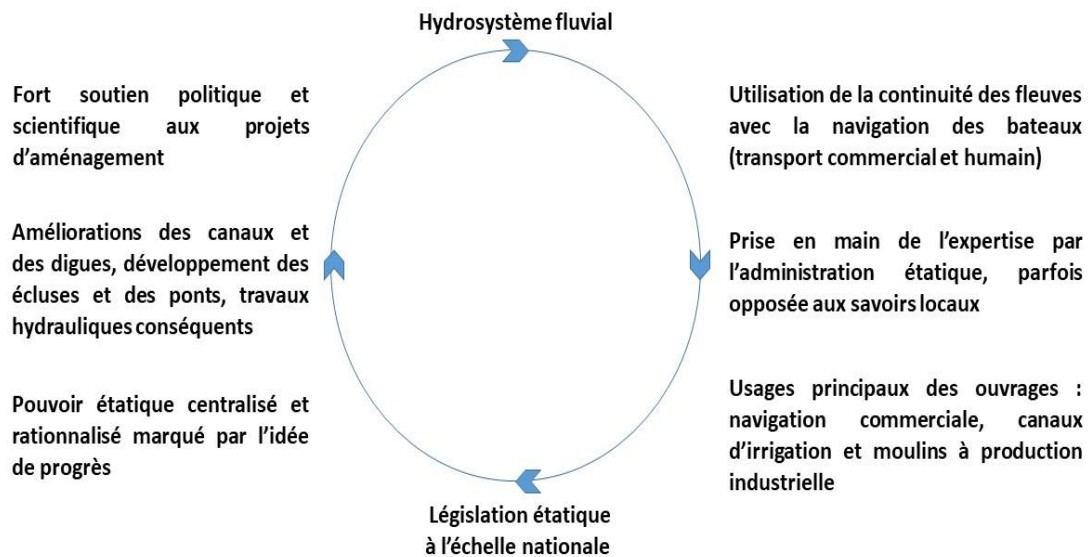 Hydrosystème fluvial
Fort soutien politique et
scientifique aux projets
d’aménagement
Utilisation de la continuité des fleuves
avec la navigation des bateaux
(transport commercial et humain)
Améliorations des canaux et
des digues, développement des
écluses et des ponts, travaux
hydrauliques conséquents
Prise en main de l’expertise par
l’administration étatique, parfois
opposée aux savoirs locaux
Pouvoir étatique centralisé et
rationnalisé marqué par l’idée
de progrès
Usages principaux des ouvrages :
navigation commerciale, canaux
d’irrigation et moulins à production
industrielle
Législation étatique
à l’échelle nationale